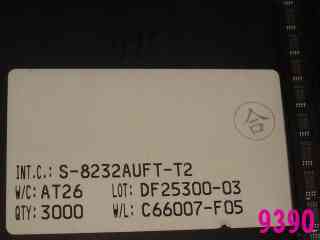 合
INT.C.: S-8232AUFT-T2
W/C: AT26 LOT: DF25300-03
QTY: 3000 W/L: C66007-F05
9390